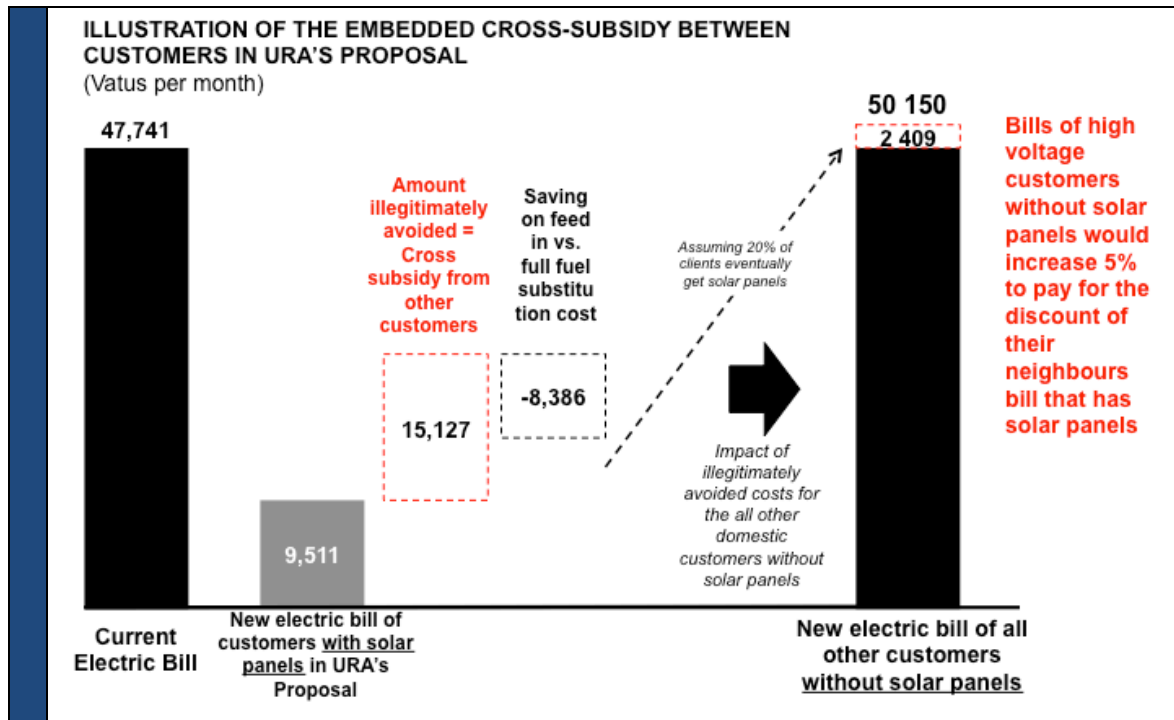 ILLUSTRATION OF THE EMBEDDED CROSS-SUBSIDY BETWEEN
CUSTOMERS IN URA'S PROPOSAL
(Vatus per month)
47,741
Current
Electric Bill
9,511
New electric bill of
customers with solar
panels in URA's
Proposal
Amount
illegitimately
avoided =
Cross
subsidy from
other
customers
15,127
Saving
on feed
in vs.
full fuel
substitu
tion cost
-8,386
Assuming 20% of
clients eventually
get solar panels
Impact of
illegitimately
avoided costs for
the all other
domestic
customers without
solar panels
50 150
2 409
New electric bill of all
other customers
without solar panels
Bills of high
voltage
customers
without solar
panels would
increase 5%
to pay for the
discount of
their
neighbours
bill that has
solar panels